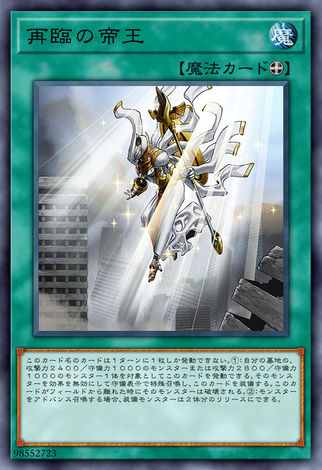 再臨の帝王
魔
【魔法カード】
このカード名のカードは1ターンに1枚しか発動できない。①:自分の墓地の、
攻撃力2400/守備力1000のモンスターまたは攻撃力2800/守備力
1000のモンスター1体を対象としてこのカードを発動できる。そのモンス
ターを効果を無効にして守備表示で特殊召喚し、このカードを装備する。このカー
ドがフィールドから離れた時にそのモンスターは破壊される。②:モンスター
をアドバンス召喚する場合、装備モンスターは2体分のリリースにできる。
98552723